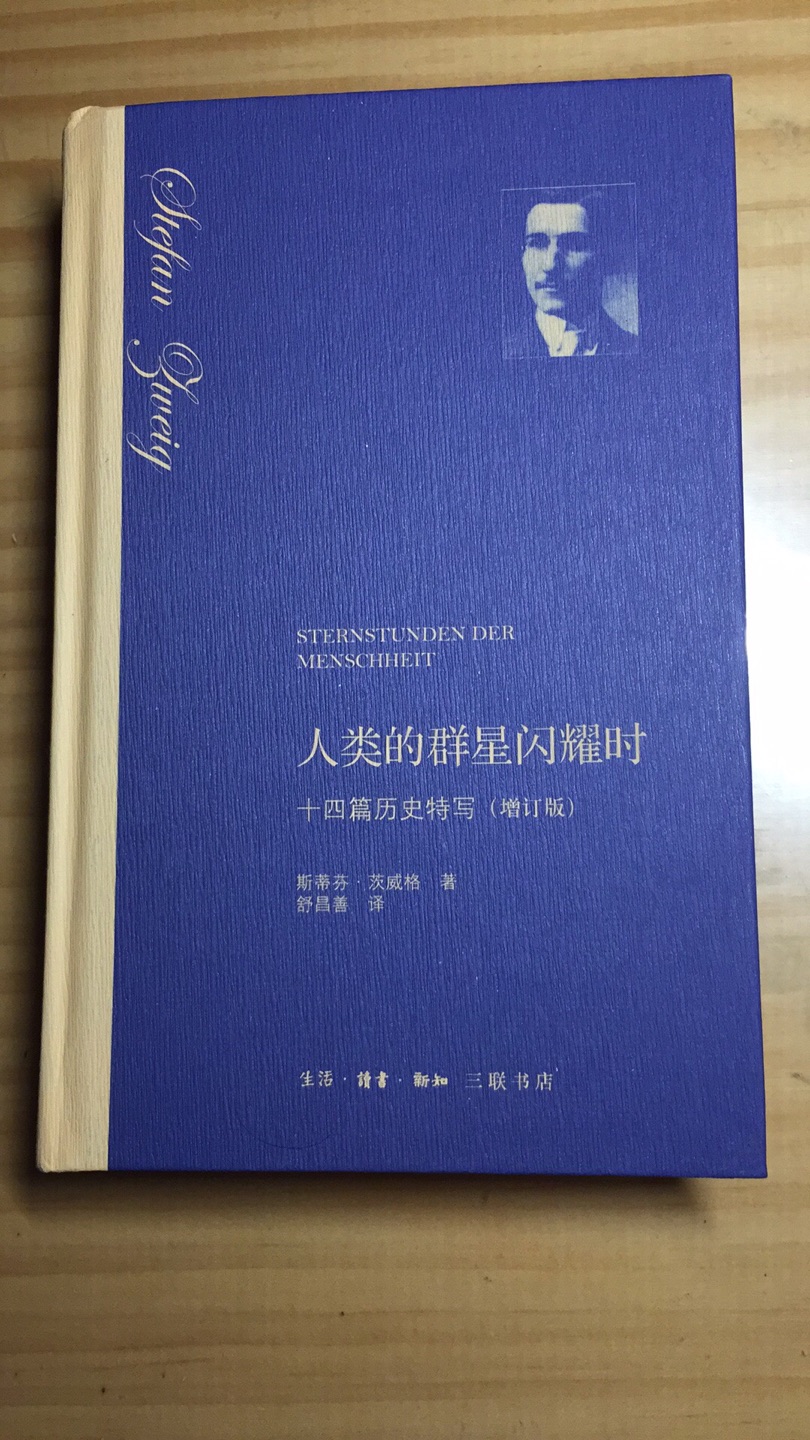 Stefan Zweig
STERNSTUNDEN DER
MENSCHHEIT
人类的群星闪耀时
十四篇历史特写（增订版）
斯蒂芬·茨威格 著
舒昌善 译
生活·讀書·新知 三联书店